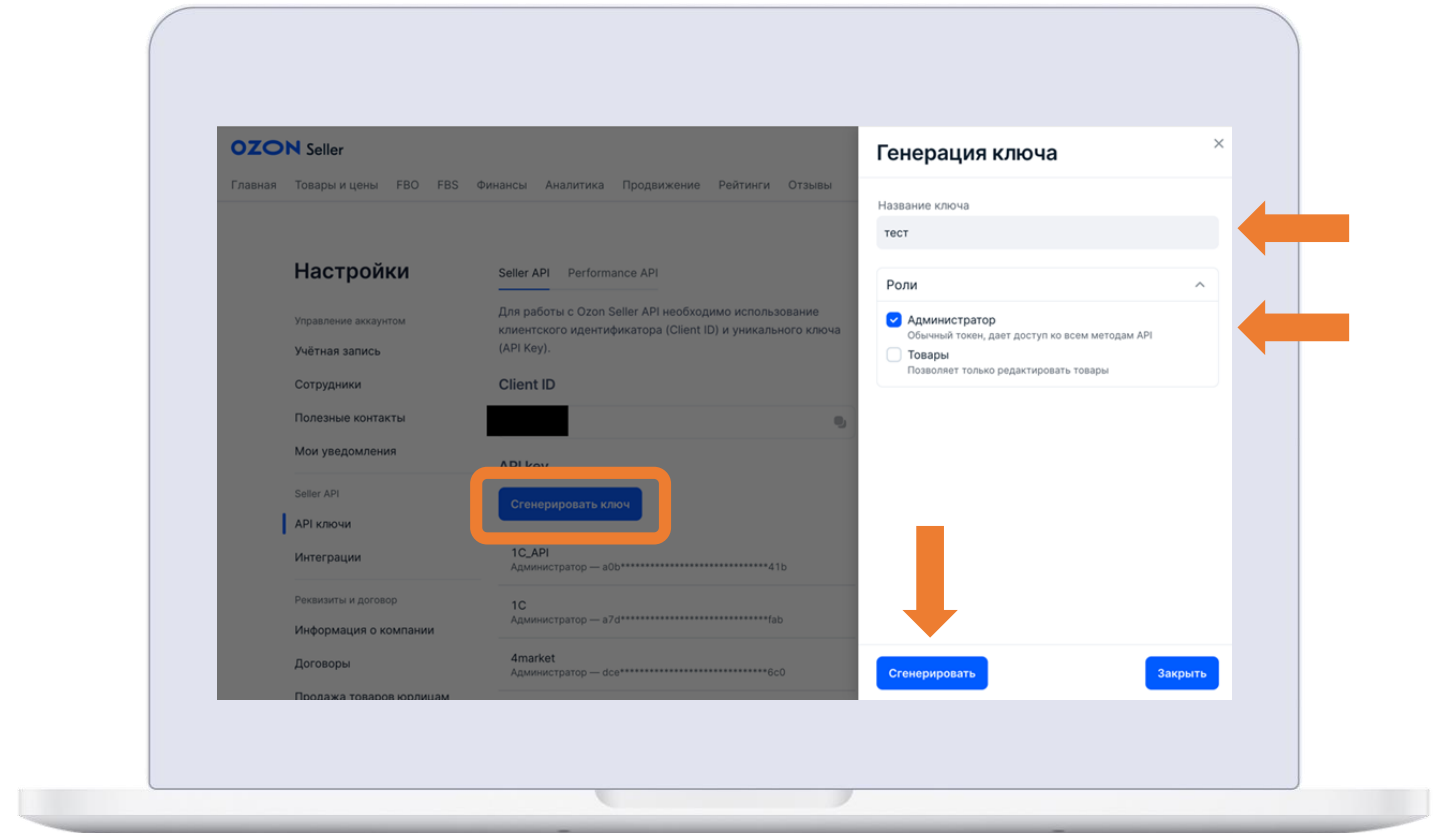 OZON Seller
Главная Товары и цены FBO FBS Финансы Аналитика Продвижение Рейтинги Отзывы
Настройки
Управление аккаунтом
Учётная запись
Сотрудники
Полезные контакты
Мои уведомления
Seller API
API ключи
Интеграции
Реквизиты и договор
Информация о компании
Договоры
Продажа товаров юрлицам
Seller API Performance API
Для работы с Ozon Seller API необходимо использование
клиентского идентификатора (Client ID) и уникального ключа
(API Key).
Client ID
API key
Сгенерировать ключ
1C_API
Администратор — a0b******************************41b
1C
Администратор — a7d******************************fab
4market
Администратор — dce******************************6c0
Генерация ключа
Название ключа
тест
Роли
Администратор
Обычный токен, дает доступ ко всем методам API
Товары
Позволяет только редактировать товары
Сгенерировать Закрыть